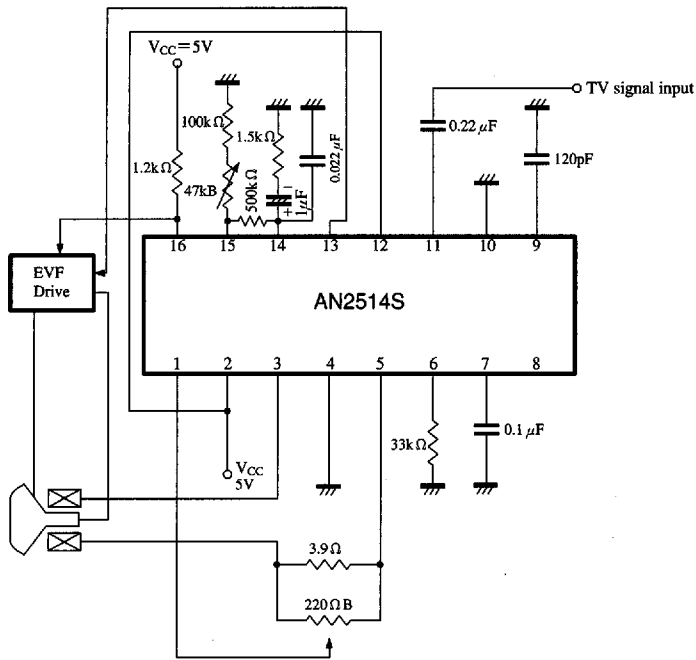 V_CC=5V
TV signal input
100kΩ
1.5kΩ
0.022μF
0.22μF
120pF
1.2kΩ
47kB
500kΩ
−
+
1μF
16 15 14 13 12 11 10 9
EVF
Drive
AN2514S
1 2 3 4 5 6 7 8
33kΩ
0.1μF
V_CC
5V
3.9Ω
220ΩB